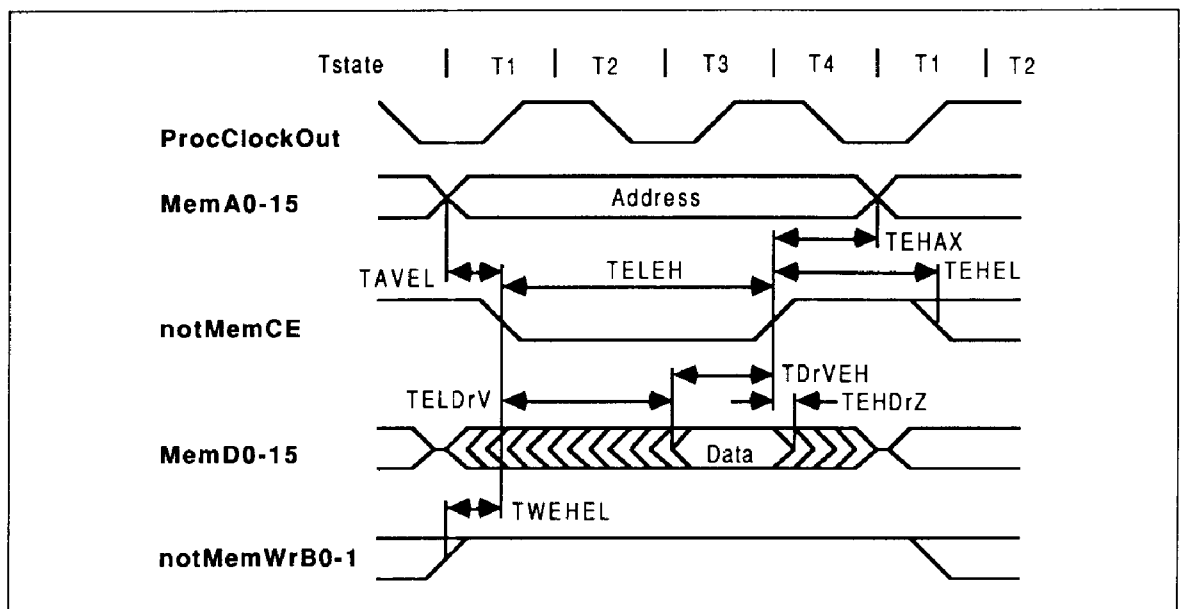 Tstate | T1 | T2 | T3 | T4 | T1 | T2
ProcClockOut
MemA0-15 Address
TEHAX
TAVEL TELEH TEHEL
notMemCE
TDrVEH
TELDrV TEHDrZ
MemD0-15 Data
TWEHEL
notMemWrB0-1